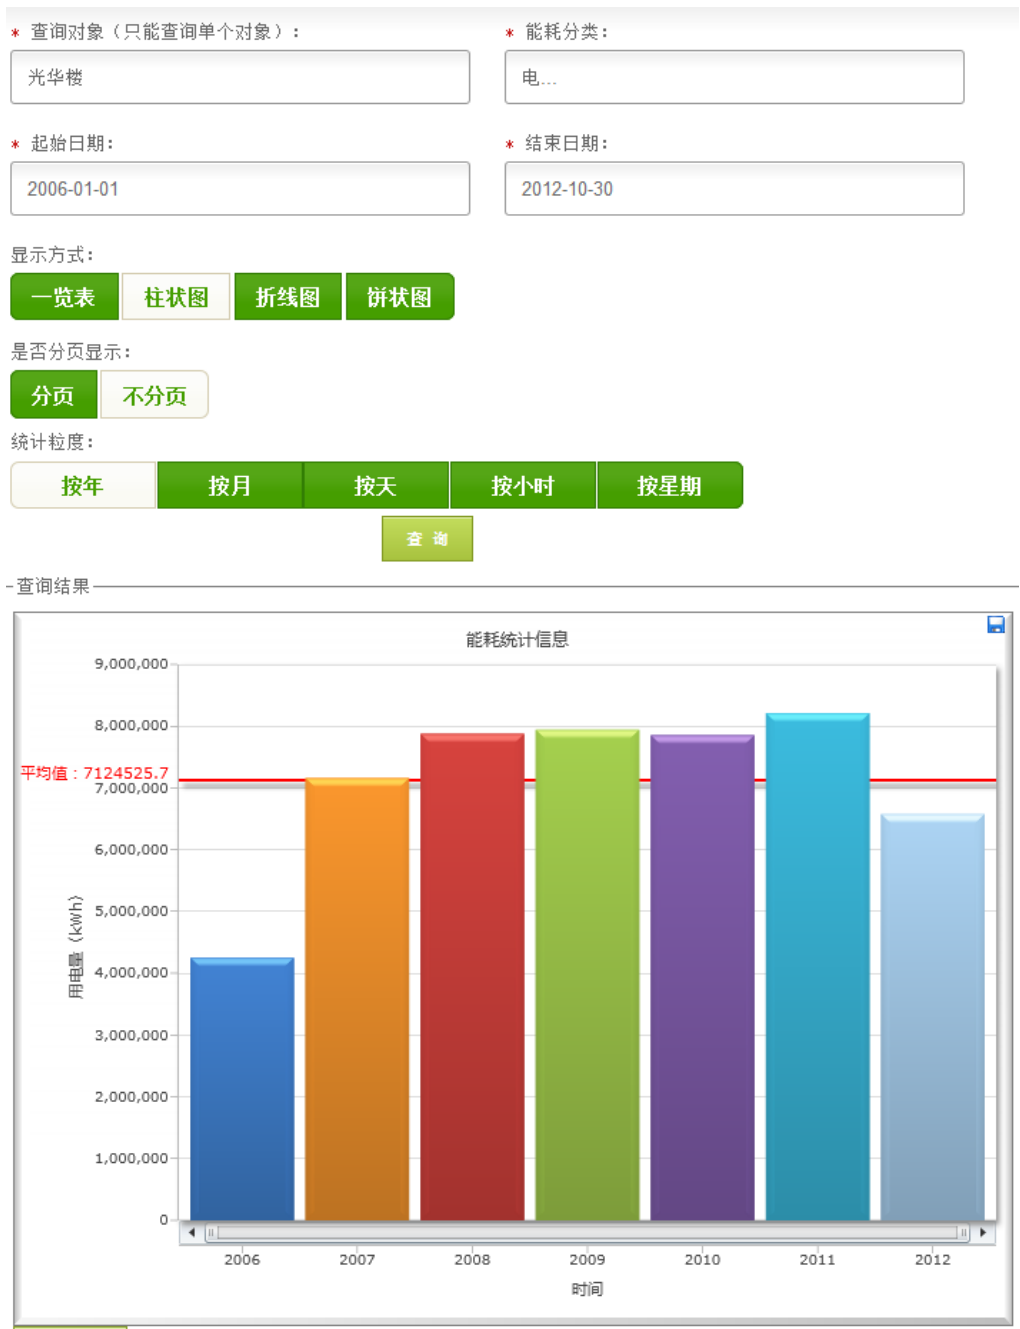 * 查询对象（只能查询单个对象）: * 能耗分类:
光华楼 电...
* 起始日期: * 结束日期:
2006-01-01 2012-10-30
显示方式:
一览表 柱状图 折线图 饼状图
是否分页显示:
分页 不分页
统计粒度:
按年 按月 按天 按小时 按星期
查 询
查询结果
能耗统计信息
9,000,000
8,000,000
平均值：7124525.7
7,000,000
6,000,000
5,000,000
用电量（kWh）
4,000,000
3,000,000
2,000,000
1,000,000
0
2006 2007 2008 2009 2010 2011 2012
时间